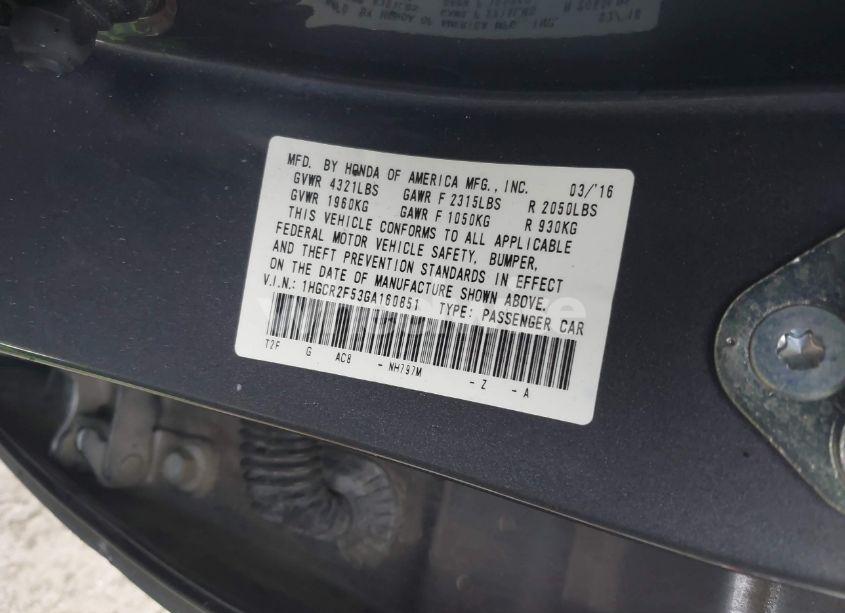 MFD. BY HONDA OF AMERICA MFG., INC. 03/'16
GVWR 4321LBS GAWR F 2315LBS R 2050LBS
GVWR 1960KG GAWR F 1050KG R 930KG
THIS VEHICLE CONFORMS TO ALL APPLICABLE
FEDERAL MOTOR VEHICLE SAFETY, BUMPER,
AND THEFT PREVENTION STANDARDS IN EFFECT
ON THE DATE OF MANUFACTURE SHOWN ABOVE.
V.I.N.: 1HGCR2F53GA160851 TYPE: PASSENGER CAR
T2F G AC8 - NH797M - Z - A